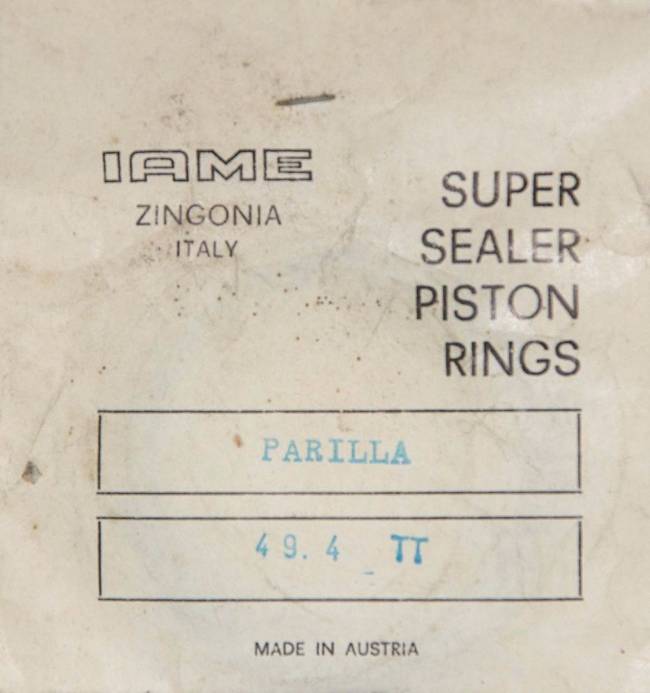 IAME
ZINGONIA
ITALY
SUPER
SEALER
PISTON
RINGS
PARILLA
49.4 TT
MADE IN AUSTRIA